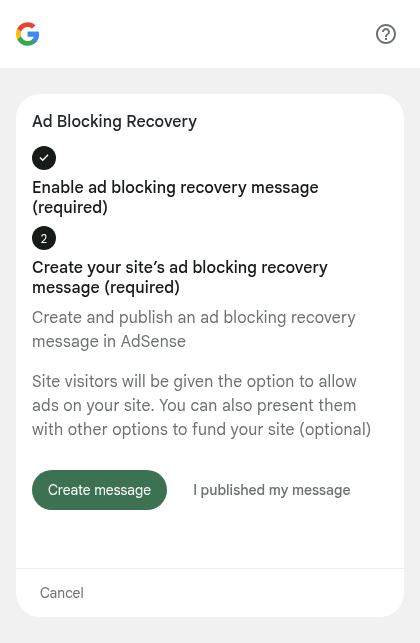 Ad Blocking Recovery
Enable ad blocking recovery message
(required)
2
Create your site’s ad blocking recovery
message (required)
Create and publish an ad blocking recovery
message in AdSense
Site visitors will be given the option to allow
ads on your site. You can also present them
with other options to fund your site (optional)
Create message
I published my message
Cancel